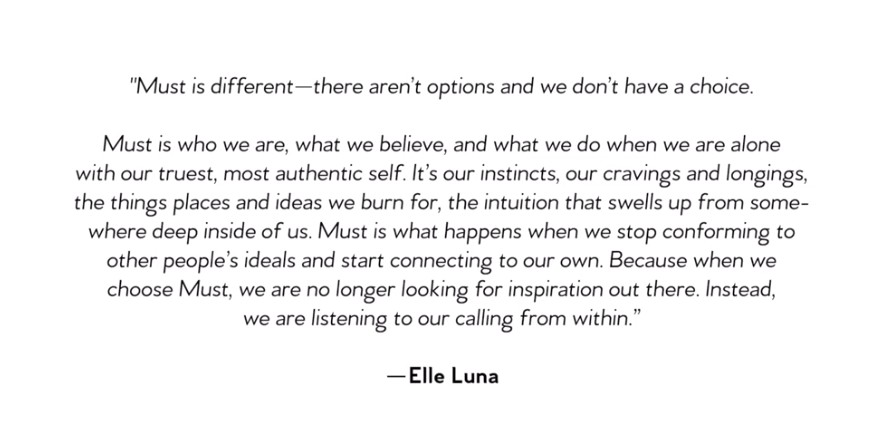 "Must is different—there aren't options and we don't have a choice.
Must is who we are, what we believe, and what we do when we are alone
with our truest, most authentic self. It's our instincts, our cravings and longings,
the things places and ideas we burn for, the intuition that swells up from some-
where deep inside of us. Must is what happens when we stop conforming to
other people's ideals and start connecting to our own. Because when we
choose Must, we are no longer looking for inspiration out there. Instead,
we are listening to our calling from within.”
—Elle Luna